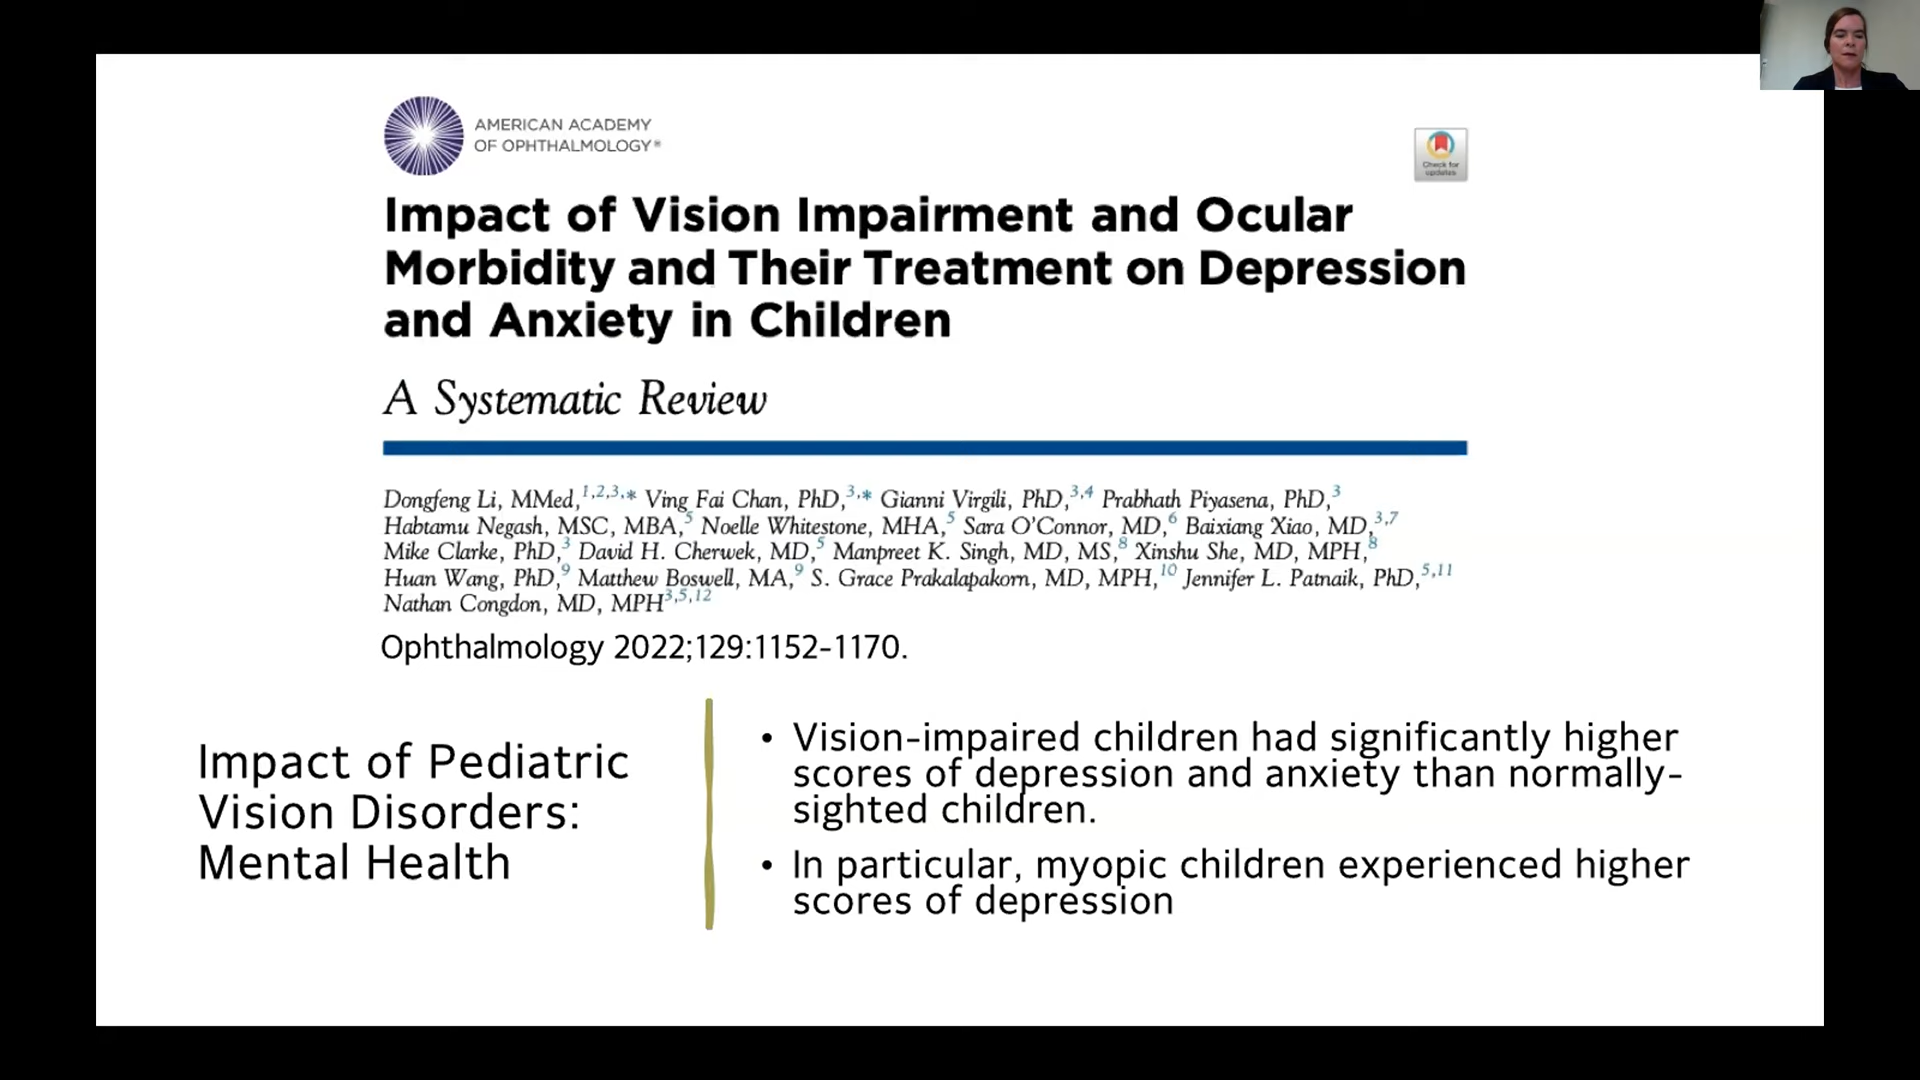 AMERICAN ACADEMY
OF OPHTHALMOLOGY®
Check for
updates
Impact of Vision Impairment and Ocular
Morbidity and Their Treatment on Depression
and Anxiety in Children
A Systematic Review
Dongfeng Li, MMed,1,2,3,* Ving Fai Chan, PhD,3,* Gianni Virgili, PhD,3,4 Prabhath Piyasena, PhD,3
Habtamu Negash, MSC, MBA,5 Noelle Whitestone, MHA,5 Sara O'Connor, MD,6 Baixiang Xiao, MD,3,7
Mike Clarke, PhD,3 David H. Cherwek, MD,5 Manpreet K. Singh, MD, MS,8 Xinshu She, MD, MPH,8
Huan Wang, PhD,9 Matthew Boswell, MA,9 S. Grace Prakalapakorn, MD, MPH,10 Jennifer L. Patnaik, PhD,5,11
Nathan Congdon, MD, MPH3,5,12
Ophthalmology 2022;129:1152-1170.
Impact of Pediatric
Vision Disorders:
Mental Health
• Vision-impaired children had significantly higher
scores of depression and anxiety than normally-
sighted children.
• In particular, myopic children experienced higher
scores of depression